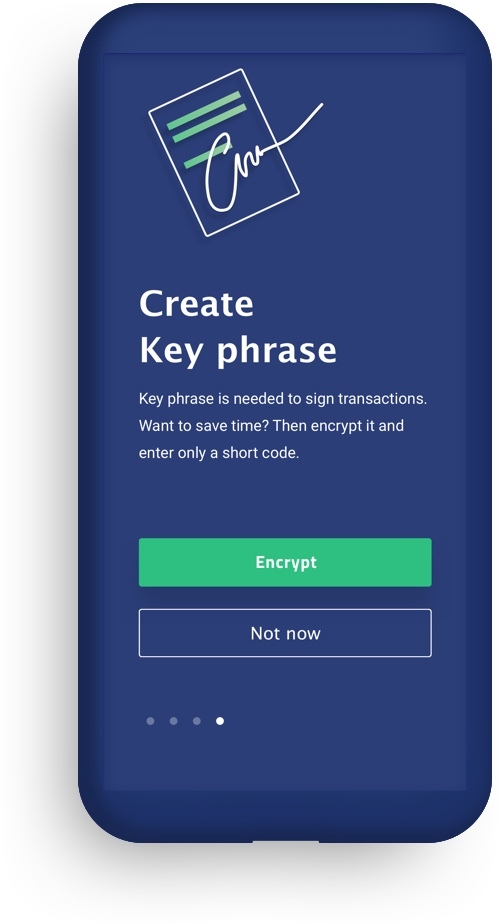 Create
Key phrase
Key phrase is needed to sign transactions.
Want to save time? Then encrypt it and
enter only a short code.
Encrypt
Not now